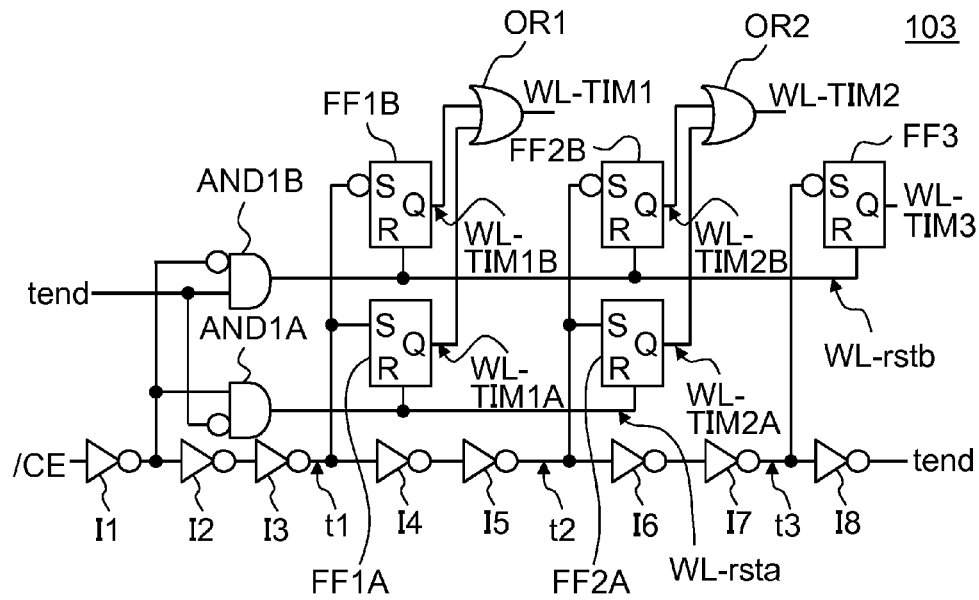 103
OR1
OR2
WL-TIM1
WL-TIM2
FF1B
FF2B
FF3
AND1B
S
Q
R
S
Q
R
S
Q
R
WL-
TIM1B
WL-
TIM2B
WL-
TIM3
tend
AND1A
S
Q
R
S
Q
R
WL-
TIM1A
WL-
TIM2A
WL-rstb
/CE
tend
I1
I2
I3
t1
I4
I5
t2
I6
I7
t3
I8
FF1A
FF2A
WL-rsta